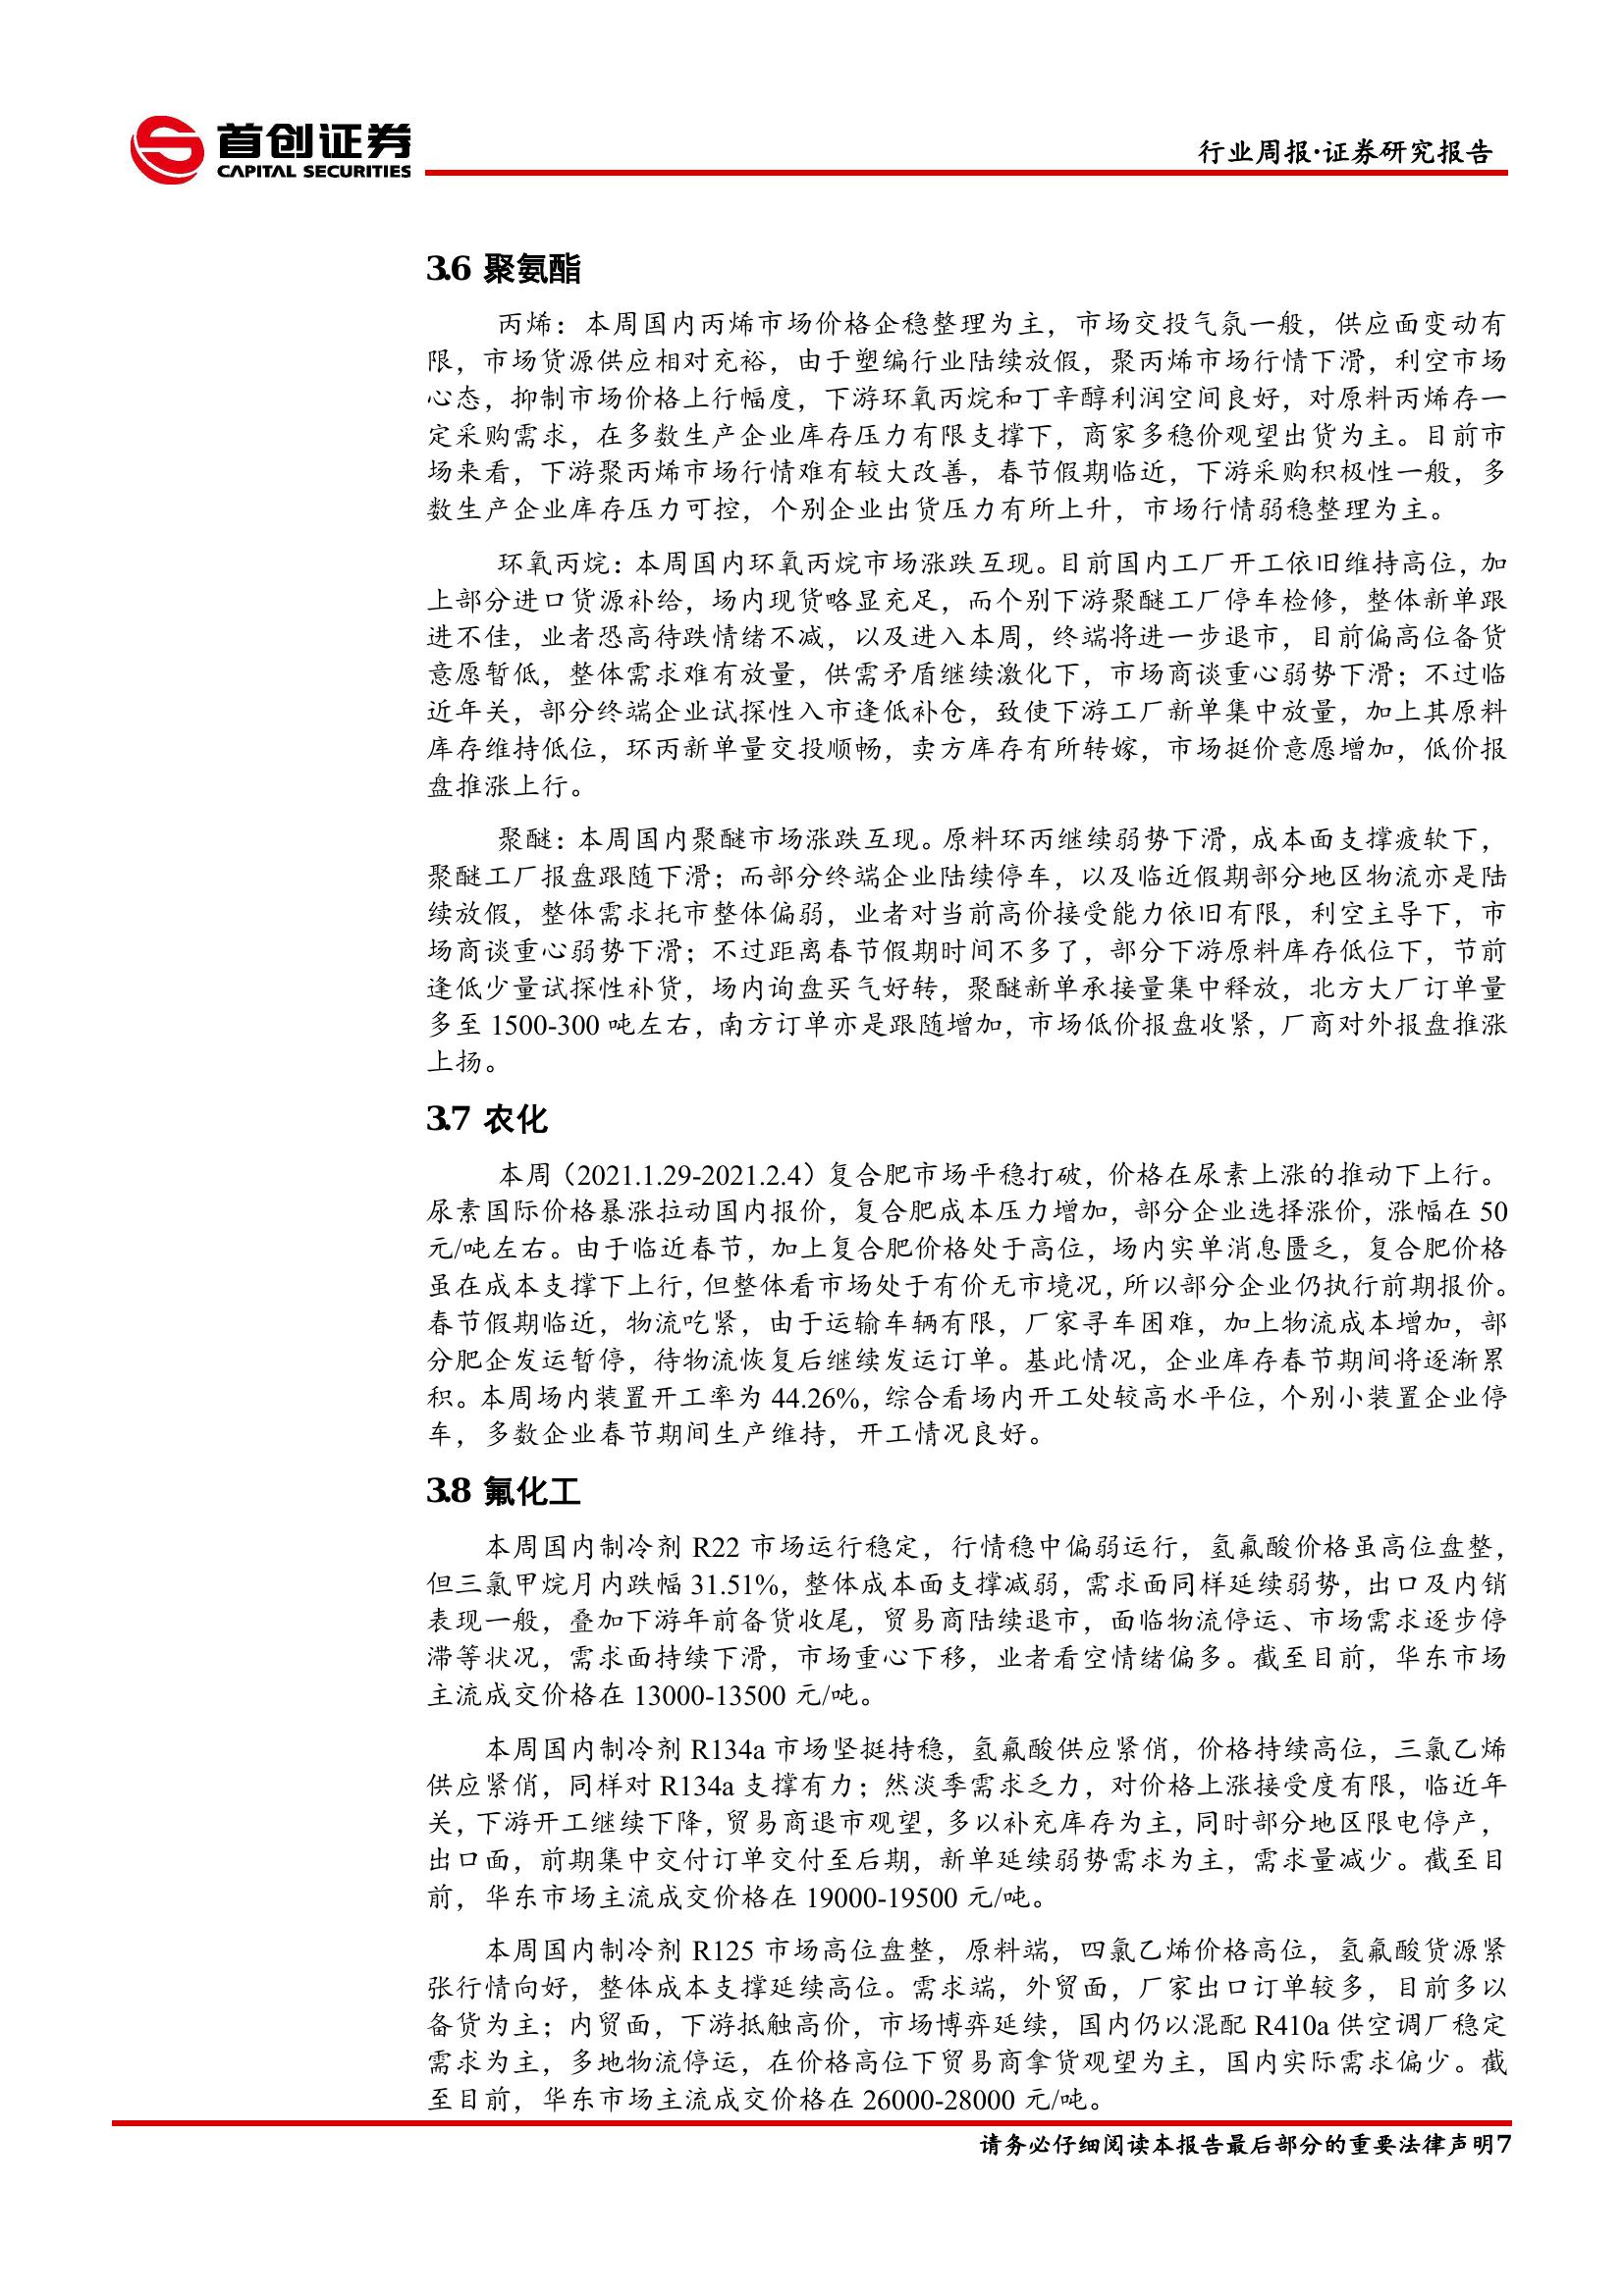 首创证券
CAPITAL SECURITIES
行业周报·证券研究报告
3.6 聚氨酯
丙烯：本周国内丙烯市场价格企稳整理为主，市场交投气氛一般，供应面变动有
限，市场货源供应相对充裕，由于塑编行业陆续放假，聚丙烯市场行情下滑，利空市场
心态，抑制市场价格上行幅度，下游环氧丙烷和丁辛醇利润空间良好，对原料丙烯存一
定采购需求，在多数生产企业库存压力有限支撑下，商家多稳价观望出货为主。目前市
场来看，下游聚丙烯市场行情难有较大改善，春节假期临近，下游采购积极性一般，多
数生产企业库存压力可控，个别企业出货压力有所上升，市场行情弱稳整理为主。
环氧丙烷：本周国内环氧丙烷市场涨跌互现。目前国内工厂开工依旧维持高位，加
上部分进口货源补给，场内现货略显充足，而个别下游聚醚工厂停车检修，整体新单跟
进不佳，业者恐高待跌情绪不减，以及进入本周，终端将进一步退市，目前偏高位备货
意愿暂低，整体需求难有放量，供需矛盾继续激化下，市场商谈重心弱势下滑；不过临
近年关，部分终端企业试探性入市逢低补仓，致使下游工厂新单集中放量，加上其原料
库存维持低位，环丙新单量交投顺畅，卖方库存有所转嫁，市场挺价意愿增加，低价报
盘推涨上行。
聚醚：本周国内聚醚市场涨跌互现。原料环丙继续弱势下滑，成本面支撑疲软下，
聚醚工厂报盘跟随下滑；而部分终端企业陆续停车，以及临近假期部分地区物流亦是陆
续放假，整体需求托市整体偏弱，业者对当前高价接受能力依旧有限，利空主导下，市
场商谈重心弱势下滑；不过距离春节假期时间不多了，部分下游原料库存低位下，节前
逢低少量试探性补货，场内询盘买气好转，聚醚新单承接量集中释放，北方大厂订单量
多至 1500-300 吨左右，南方订单亦是跟随增加，市场低价报盘收紧，厂商对外报盘推涨
上扬。
3.7 农化
本周（2021.1.29-2021.2.4）复合肥市场平稳打破，价格在尿素上涨的推动下上行。
尿素国际价格暴涨拉动国内报价，复合肥成本压力增加，部分企业选择涨价，涨幅在 50
元/吨左右。由于临近春节，加上复合肥价格处于高位，场内实单消息匮乏，复合肥价格
虽在成本支撑下上行，但整体看市场处于有价无市境况，所以部分企业仍执行前期报价。
春节假期临近，物流吃紧，由于运输车辆有限，厂家寻车困难，加上物流成本增加，部
分肥企发运暂停，待物流恢复后继续发运订单。基此情况，企业库存春节期间将逐渐累
积。本周场内装置开工率为 44.26%，综合看场内开工处较高水平位，个别小装置企业停
车，多数企业春节期间生产维持，开工情况良好。
3.8 氟化工
本周国内制冷剂 R22 市场运行稳定，行情稳中偏弱运行，氢氟酸价格虽高位盘整，
但三氯甲烷月内跌幅 31.51%，整体成本面支撑减弱，需求面同样延续弱势，出口及内销
表现一般，叠加下游年前备货收尾，贸易商陆续退市，面临物流停运、市场需求逐步停
滞等状况，需求面持续下滑，市场重心下移，业者看空情绪偏多。截至目前，华东市场
主流成交价格在 13000-13500 元/吨。
本周国内制冷剂 R134a 市场坚挺持稳，氢氟酸供应紧俏，价格持续高位，三氯乙烯
供应紧俏，同样对 R134a 支撑有力；然淡季需求乏力，对价格上涨接受度有限，临近年
关，下游开工继续下降，贸易商退市观望，多以补充库存为主，同时部分地区限电停产，
出口面，前期集中交付订单交付至后期，新单延续弱势需求为主，需求量减少。截至目
前，华东市场主流成交价格在 19000-19500 元/吨。
本周国内制冷剂 R125 市场高位盘整，原料端，四氯乙烯价格高位，氢氟酸货源紧
张行情向好，整体成本支撑延续高位。需求端，外贸面，厂家出口订单较多，目前多以
备货为主；内贸面，下游抵触高价，市场博弈延续，国内仍以混配 R410a 供空调厂稳定
需求为主，多地物流停运，在价格高位下贸易商拿货观望为主，国内实际需求偏少。截
至目前，华东市场主流成交价格在 26000-28000 元/吨。
请务必仔细阅读本报告最后部分的重要法律声明7